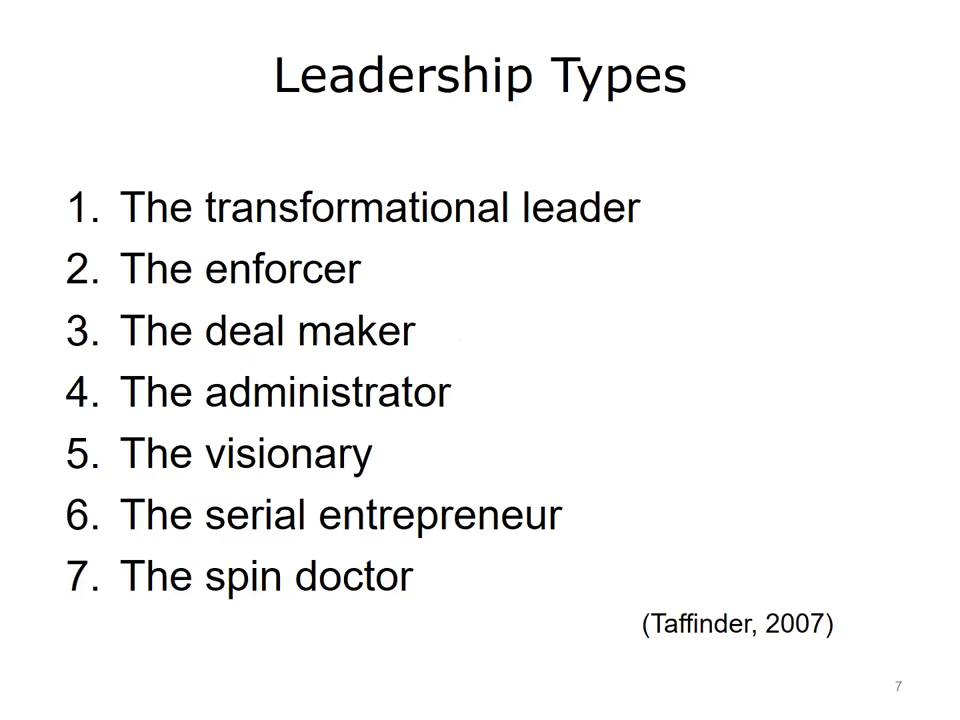 Leadership Types
1. The transformational leader
2. The enforcer
3. The deal maker
4. The administrator
5. The visionary
6. The serial entrepreneur
7. The spin doctor
(Taffinder, 2007)
7